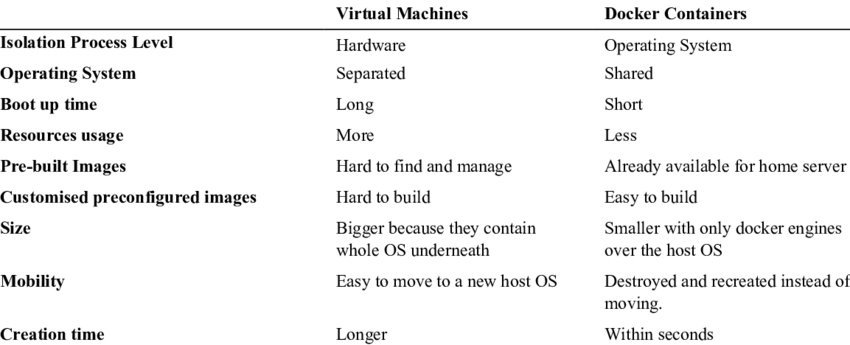 Virtual Machines Docker Containers
Isolation Process Level Hardware Operating System
Operating System Separated Shared
Boot up time Long Short
Resources usage More Less
Pre-built Images Hard to find and manage Already available for home server
Customised preconfigured images Hard to build Easy to build
Size Bigger because they contain Smaller with only docker engines
whole OS underneath over the host OS
Mobility Easy to move to a new host OS Destroyed and recreated instead of
moving.
Creation time Longer Within seconds